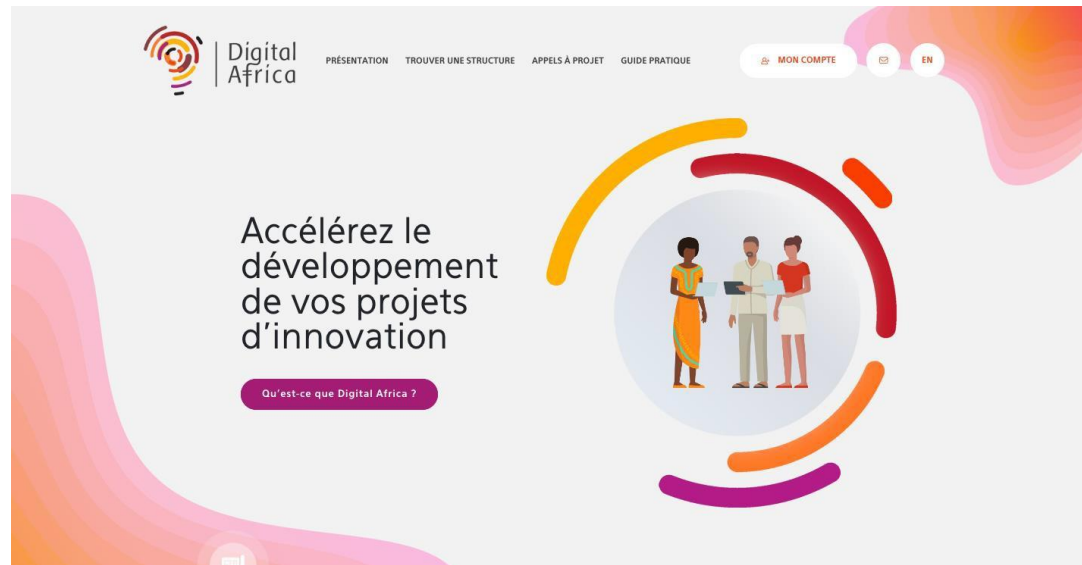 Digital
Africa
PRÉSENTATION TROUVER UNE STRUCTURE APPELS À PROJET GUIDE PRATIQUE
MON COMPTE
EN
Accélérez le
développement
de vos projets
d'innovation
Qu'est-ce que Digital Africa ?